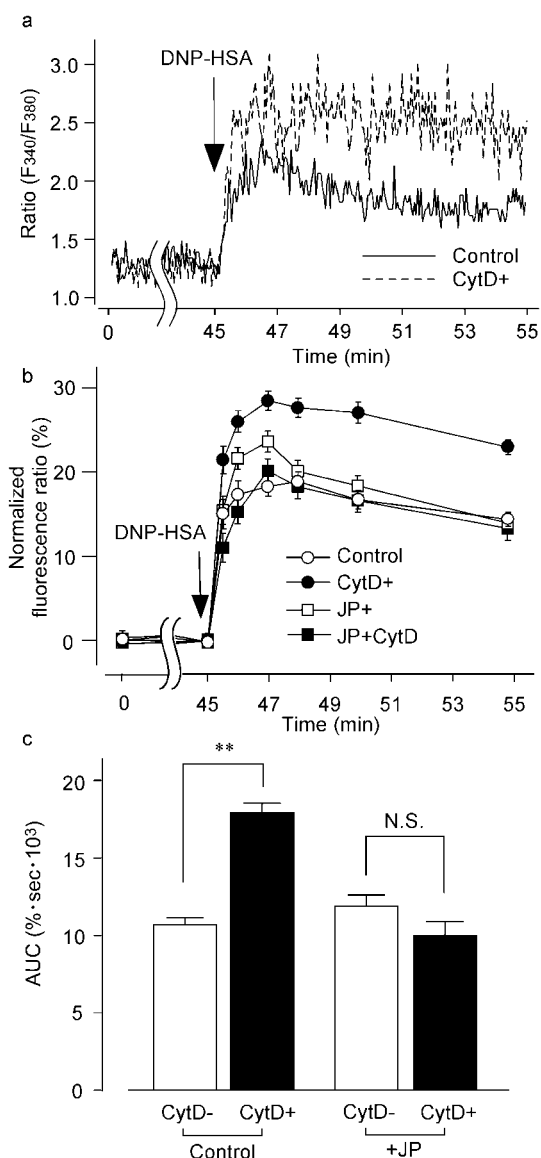 a
DNP-HSA
3.0
2.5
2.0
1.5
1.0
Ratio (F340/F380)
Control
CytD+
0 45 47 49 51 53 55
Time (min)
b
30
20
10
0
Normalized
fluorescence ratio (%)
DNP-HSA
Control
CytD+
JP+
JP+CytD
0 45 47 49 51 53 55
Time (min)
c
**
N.S.
20
15
10
5
0
AUC (%·sec·10³)
CytD- CytD+ CytD- CytD+
Control +JP